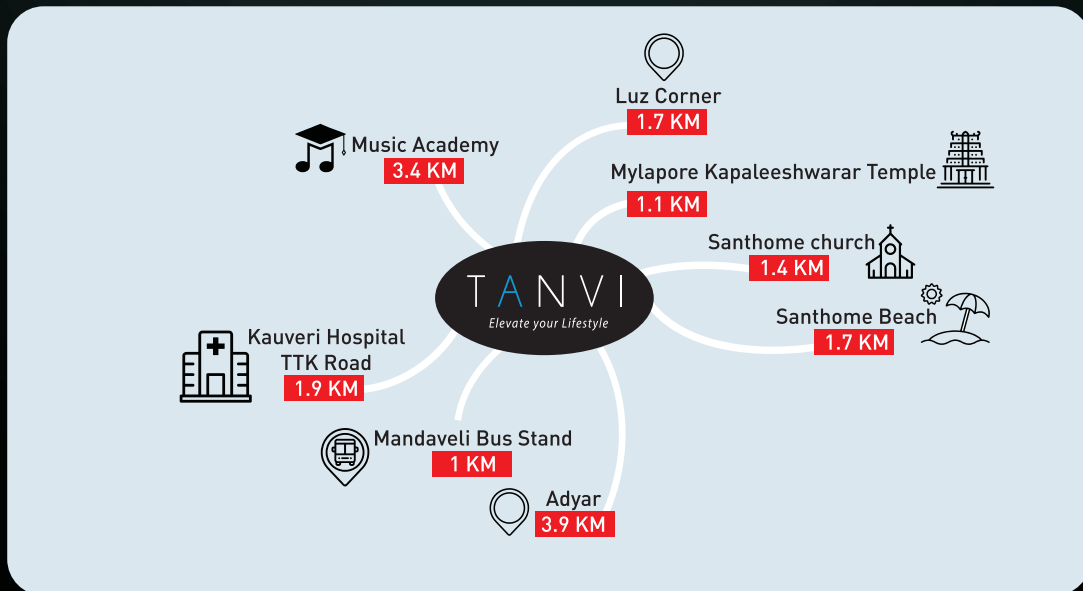 Luz Corner
1.7 KM
Music Academy
3.4 KM
Mylapore Kapaleeshwarar Temple
1.1 KM
Santhome church
1.4 KM
TANVI
Elevate your Lifestyle
Santhome Beach
1.7 KM
Kauveri Hospital
TTK Road
1.9 KM
Mandaveli Bus Stand
1 KM
Adyar
3.9 KM